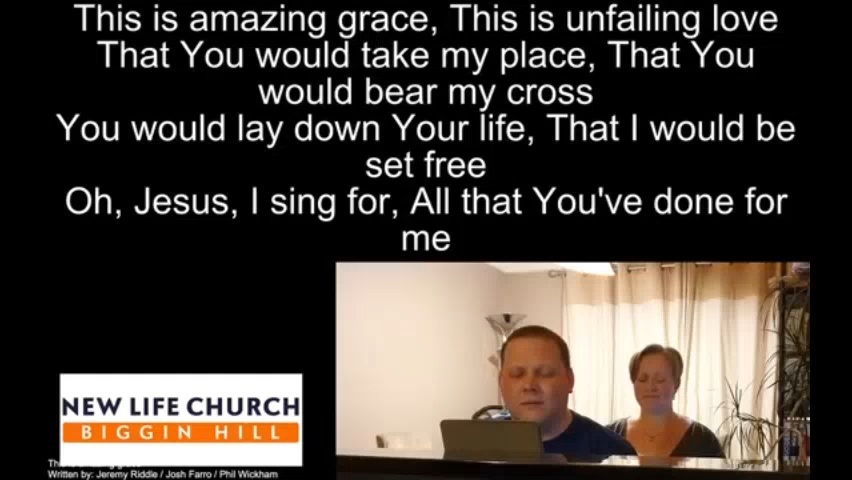 This is amazing grace, This is unfailing love
That You would take my place, That You
would bear my cross
You would lay down Your life, That I would be
set free
Oh, Jesus, I sing for, All that You've done for
me
NEW LIFE CHURCH
BIGGIN HILL
Written by: Jeremy Riddle / Josh Farro / Phil Wickham